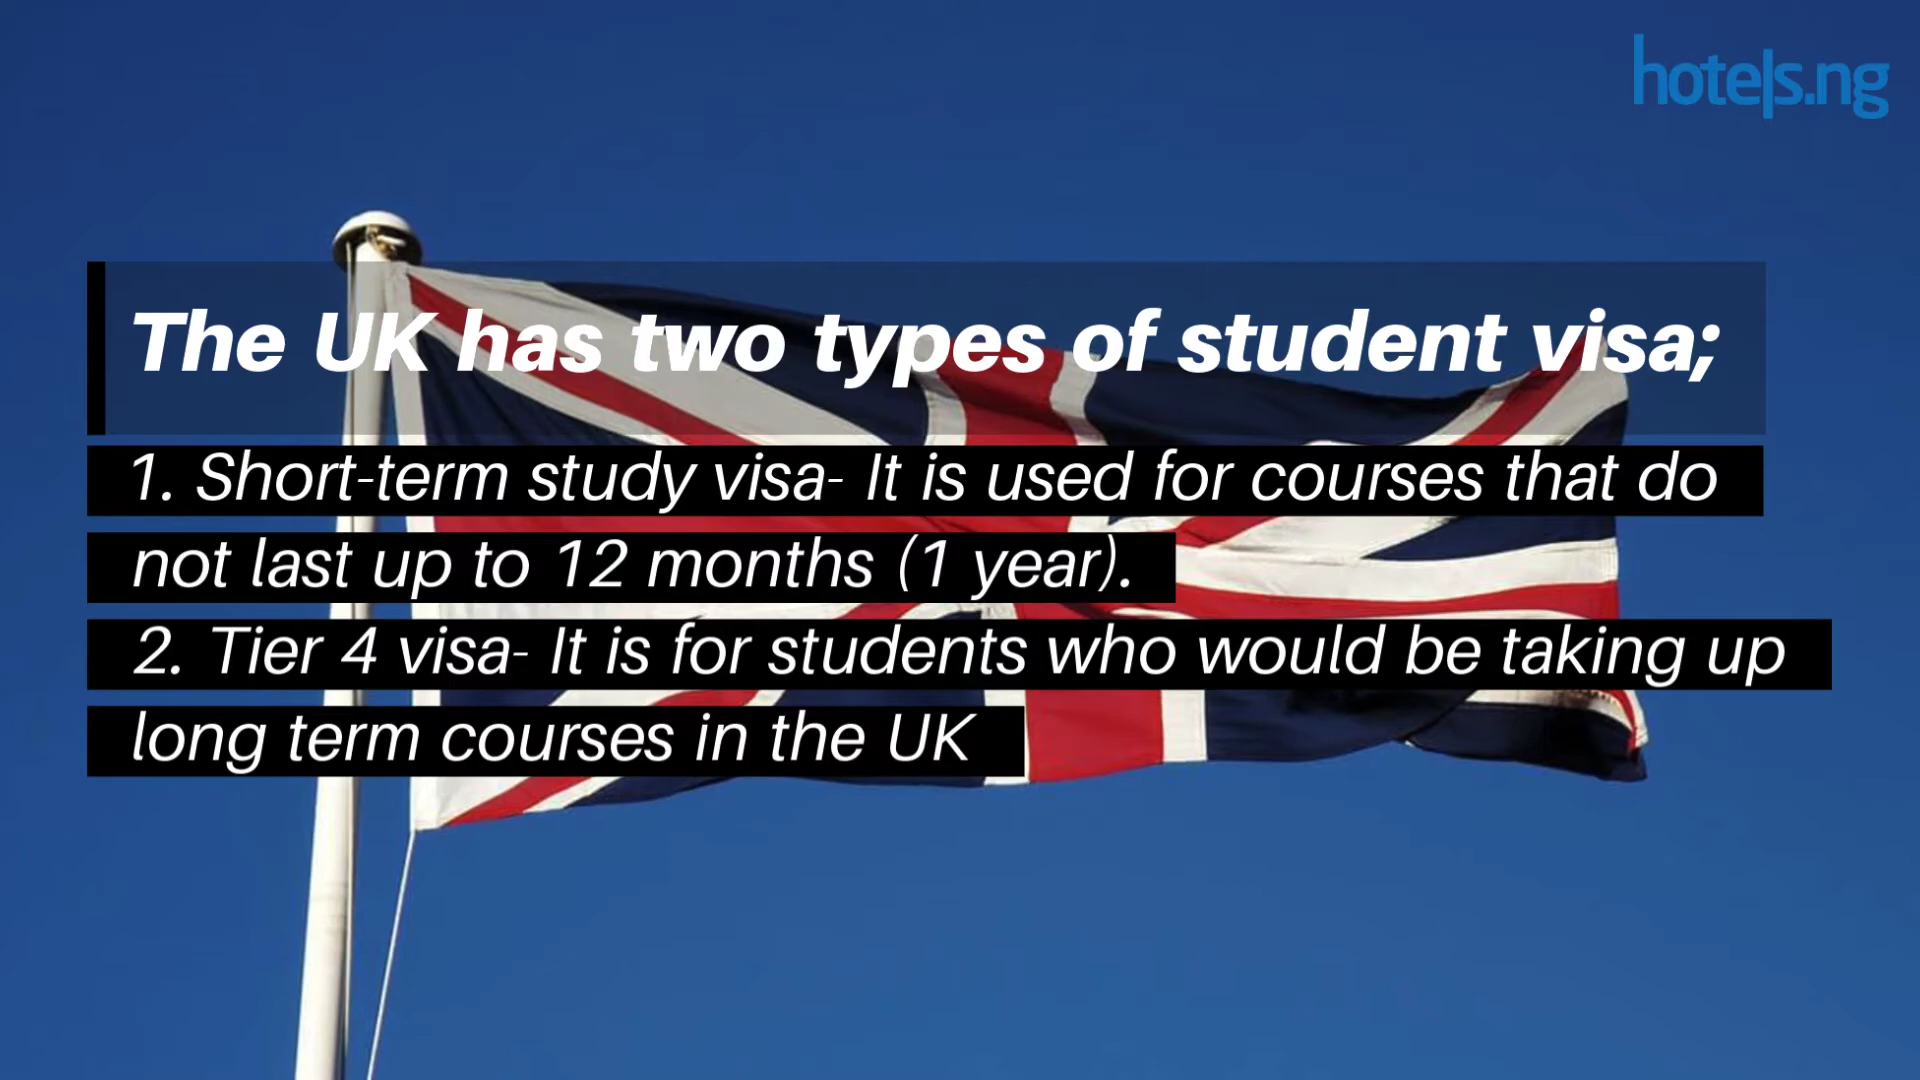 hotels.ng
The UK has two types of student visa;
1. Short-term study visa- It is used for courses that do
not last up to 12 months (1 year).
2. Tier 4 visa- It is for students who would be taking up
long term courses in the UK